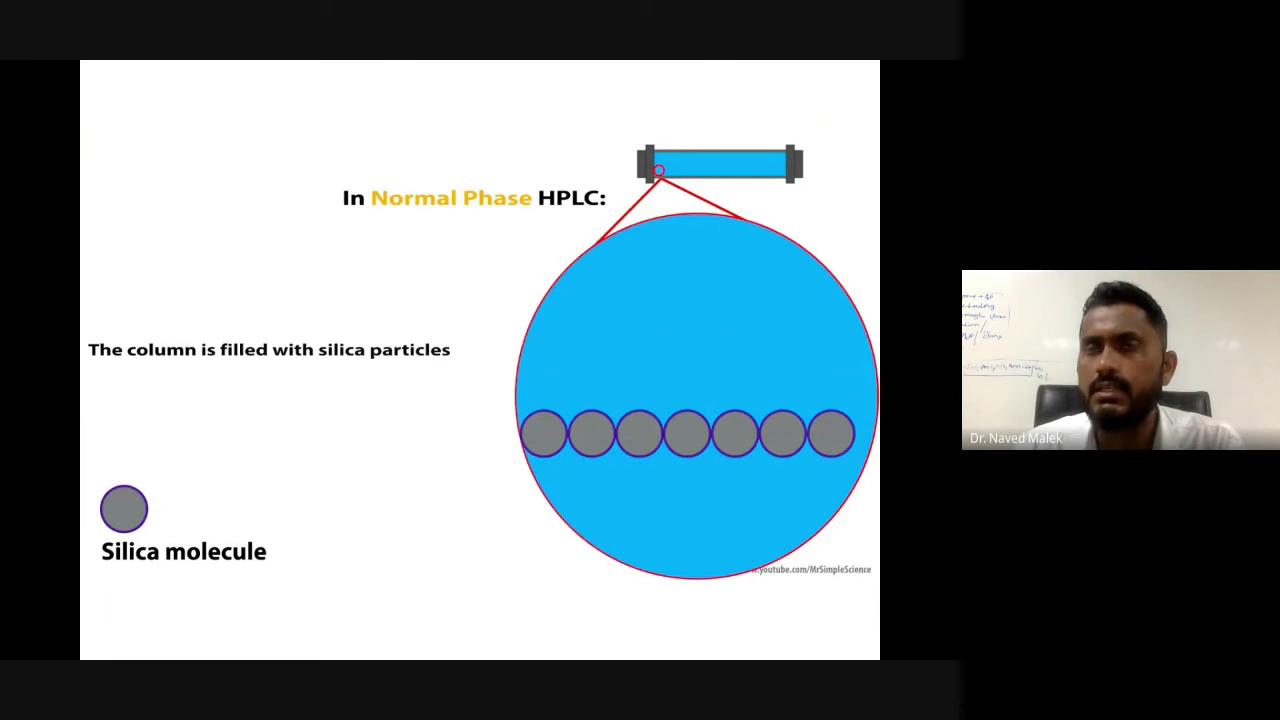 In Normal Phase HPLC:
The column is filled with silica particles
Silica molecule
.youtube.com/MrSimpleScience
Dr. Naved Malek